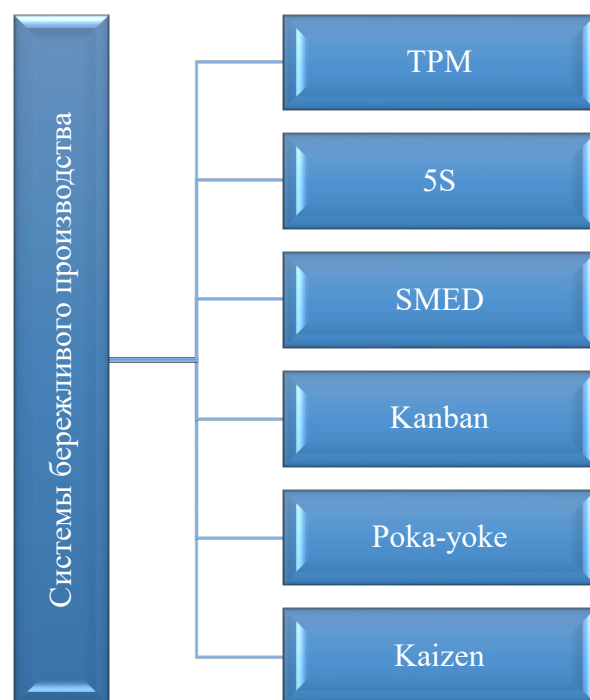 Системы бережливого производства
TPM
5S
SMED
Kanban
Poka-yoke
Kaizen